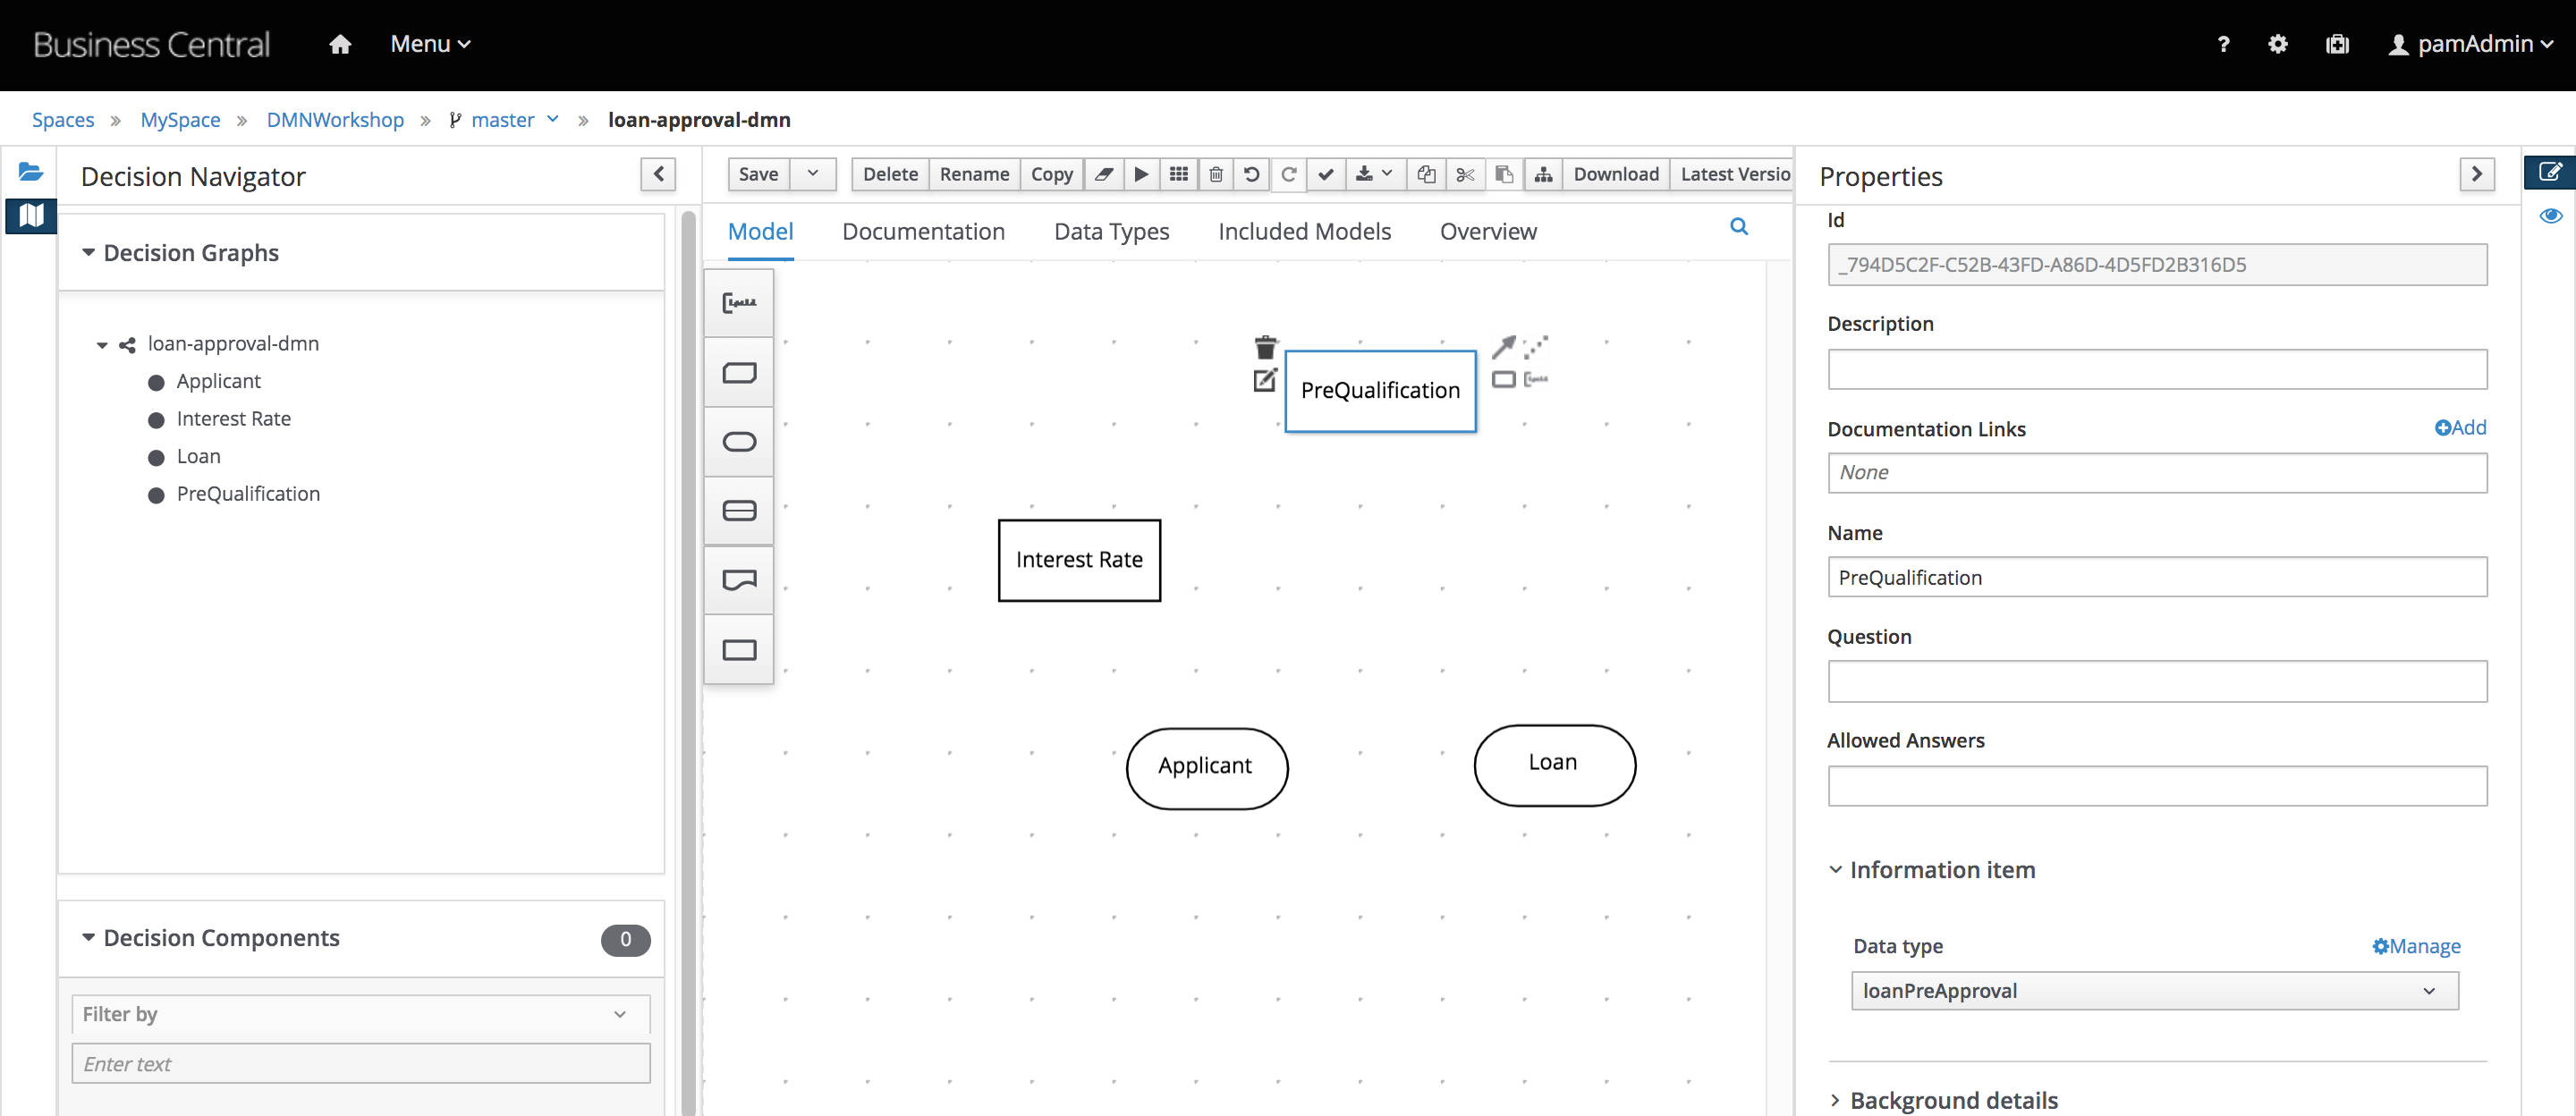 Business Central
Menu
?
pamAdmin
Spaces » MySpace » DMNWorkshop » master » loan-approval-dmn
Decision Navigator
Decision Graphs
loan-approval-dmn
Applicant
Interest Rate
Loan
PreQualification
Decision Components
0
Filter by
Enter text
Save
Delete
Rename
Copy
Download
Latest Versio
Model
Documentation
Data Types
Included Models
Overview
PreQualification
Interest Rate
Applicant
Loan
Properties
Id
_794D5C2F-C52B-43FD-A86D-4D5FD2B316D5
Description
Documentation Links
Add
None
Name
PreQualification
Question
Allowed Answers
Information item
Data type
Manage
loanPreApproval
Background details